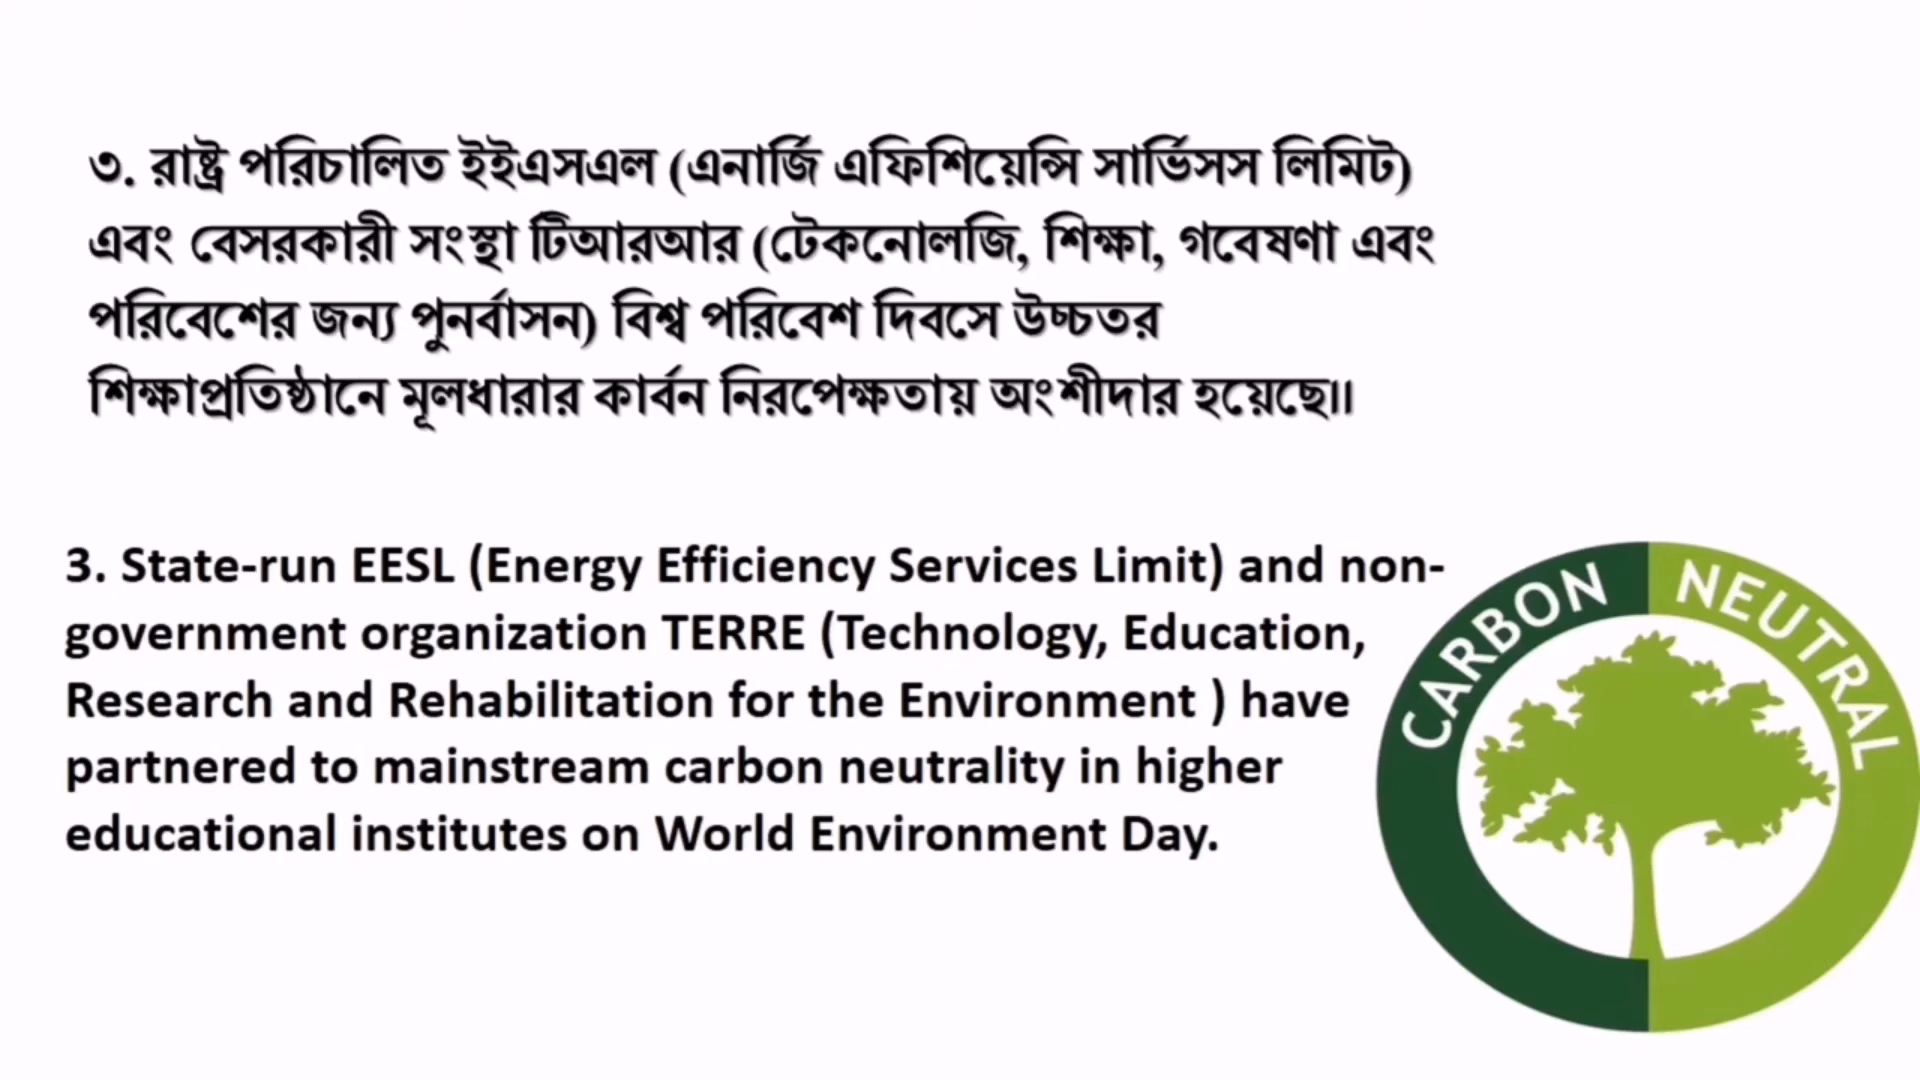 ৩. রাষ্ট্র পরিচালিত ইইএসএল (এনার্জি এফিশিয়েন্সি সার্ভিসস লিমিট)
এবং বেসরকারী সংস্থা টিআরআর (টেকনোলজি, শিক্ষা, গবেষণা এবং
পরিবেশের জন্য পুনর্বাসন) বিশ্ব পরিবেশ দিবসে উচ্চতর
শিক্ষাপ্রতিষ্ঠানে মূলধারার কার্বন নিরপেক্ষতায় অংশীদার হয়েছে।।
3. State-run EESL (Energy Efficiency Services Limit) and non-
government organization TERRE (Technology, Education,
Research and Rehabilitation for the Environment ) have
partnered to mainstream carbon neutrality in higher
educational institutes on World Environment Day.
CARBON NEUTRAL